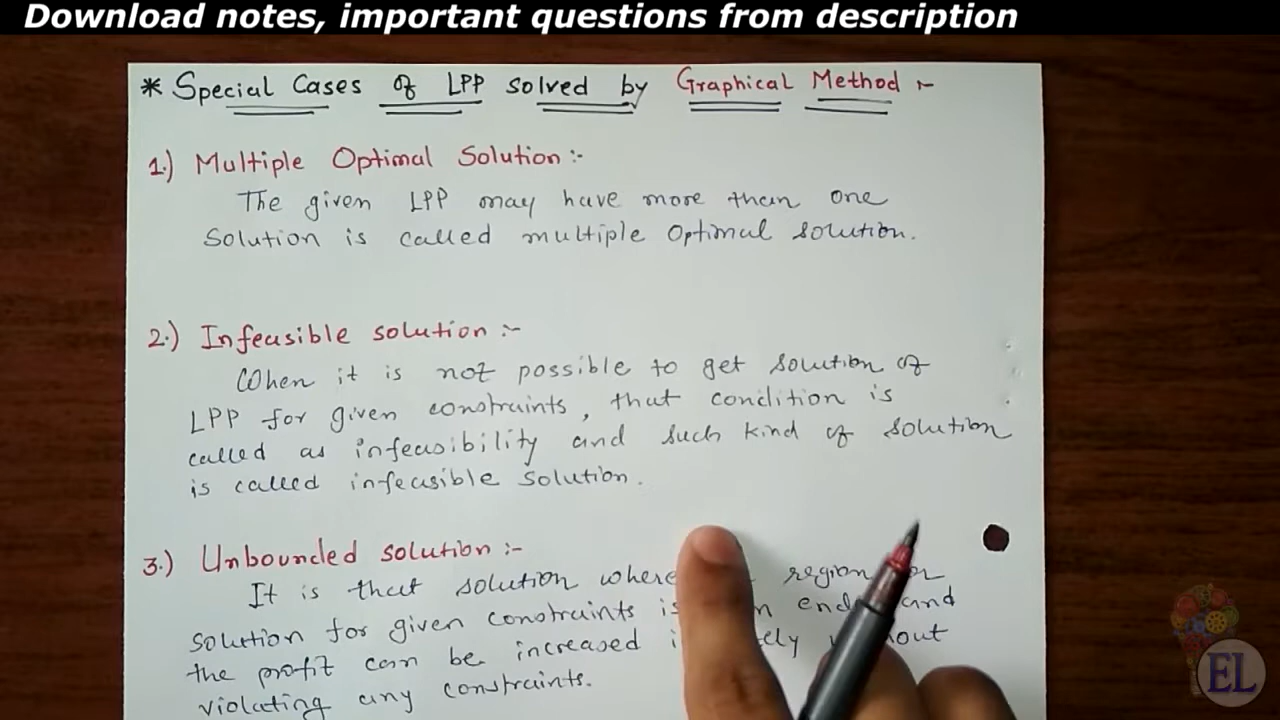 Download notes, important questions from description
* Special Cases of LPP solved by Graphical Method :-
1.) Multiple Optimal Solution :-
The given LPP may have more than one
Solution is called multiple optimal solution.
2.) Infeasible solution :-
When it is not possible to get solution of
LPP for given constraints, that condition is
called as infeasibility and such kind of solution
is called infeasible solution.
3.) Unbounded solution :-
It is that solution where region
solution for given constraints is and
the profit can be increased
violating any constraints.
EL